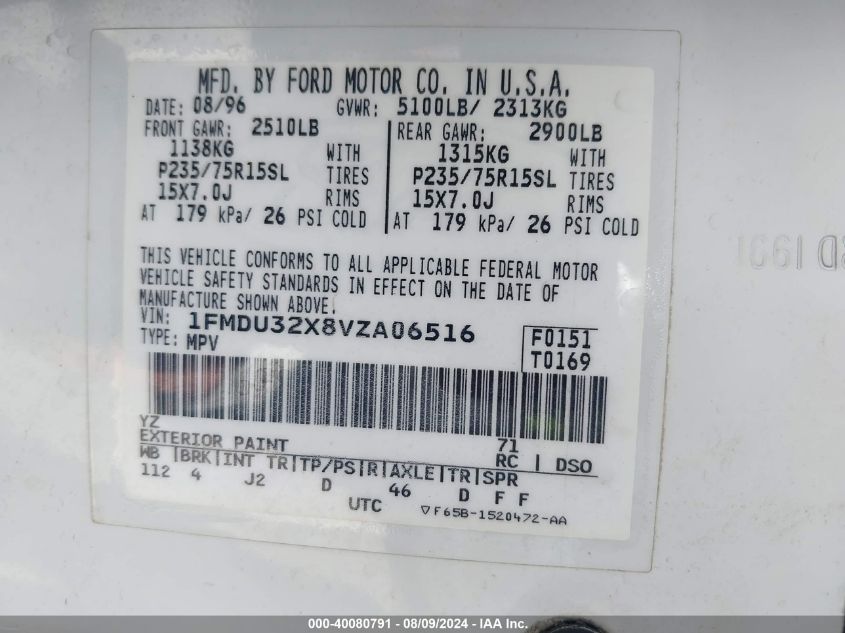 MFD. BY FORD MOTOR CO. IN U.S.A.
DATE: 08/96 GVWR: 5100LB/ 2313KG
FRONT GAWR: 2510LB REAR GAWR: 2900LB
1138KG WITH 1315KG WITH
P235/75R15SL TIRES P235/75R15SL TIRES
15X7.0J RIMS 15X7.0J RIMS
AT 179 kPa/ 26 PSI COLD AT 179 kPa/ 26 PSI COLD
THIS VEHICLE CONFORMS TO ALL APPLICABLE FEDERAL MOTOR
VEHICLE SAFETY STANDARDS IN EFFECT ON THE DATE OF
MANUFACTURE SHOWN ABOVE.
VIN: 1FMDU32X8VZA06516 F0151
TYPE: MPV T0169
YZ
EXTERIOR PAINT 71
WB |BRK|INT TR|TP/PS|R|AXLE|TR|SPR RC | DSO
112 4 J2 D 46 D F F
UTC ▽F65B-1520472-AA
000-40080791 - 08/09/2024 - IAA Inc.